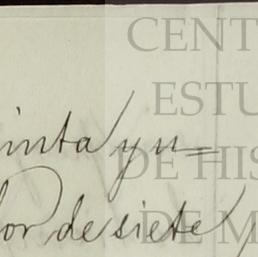 CENT
ESTU
DE HIS
DE M
inta y u=
lor de siete